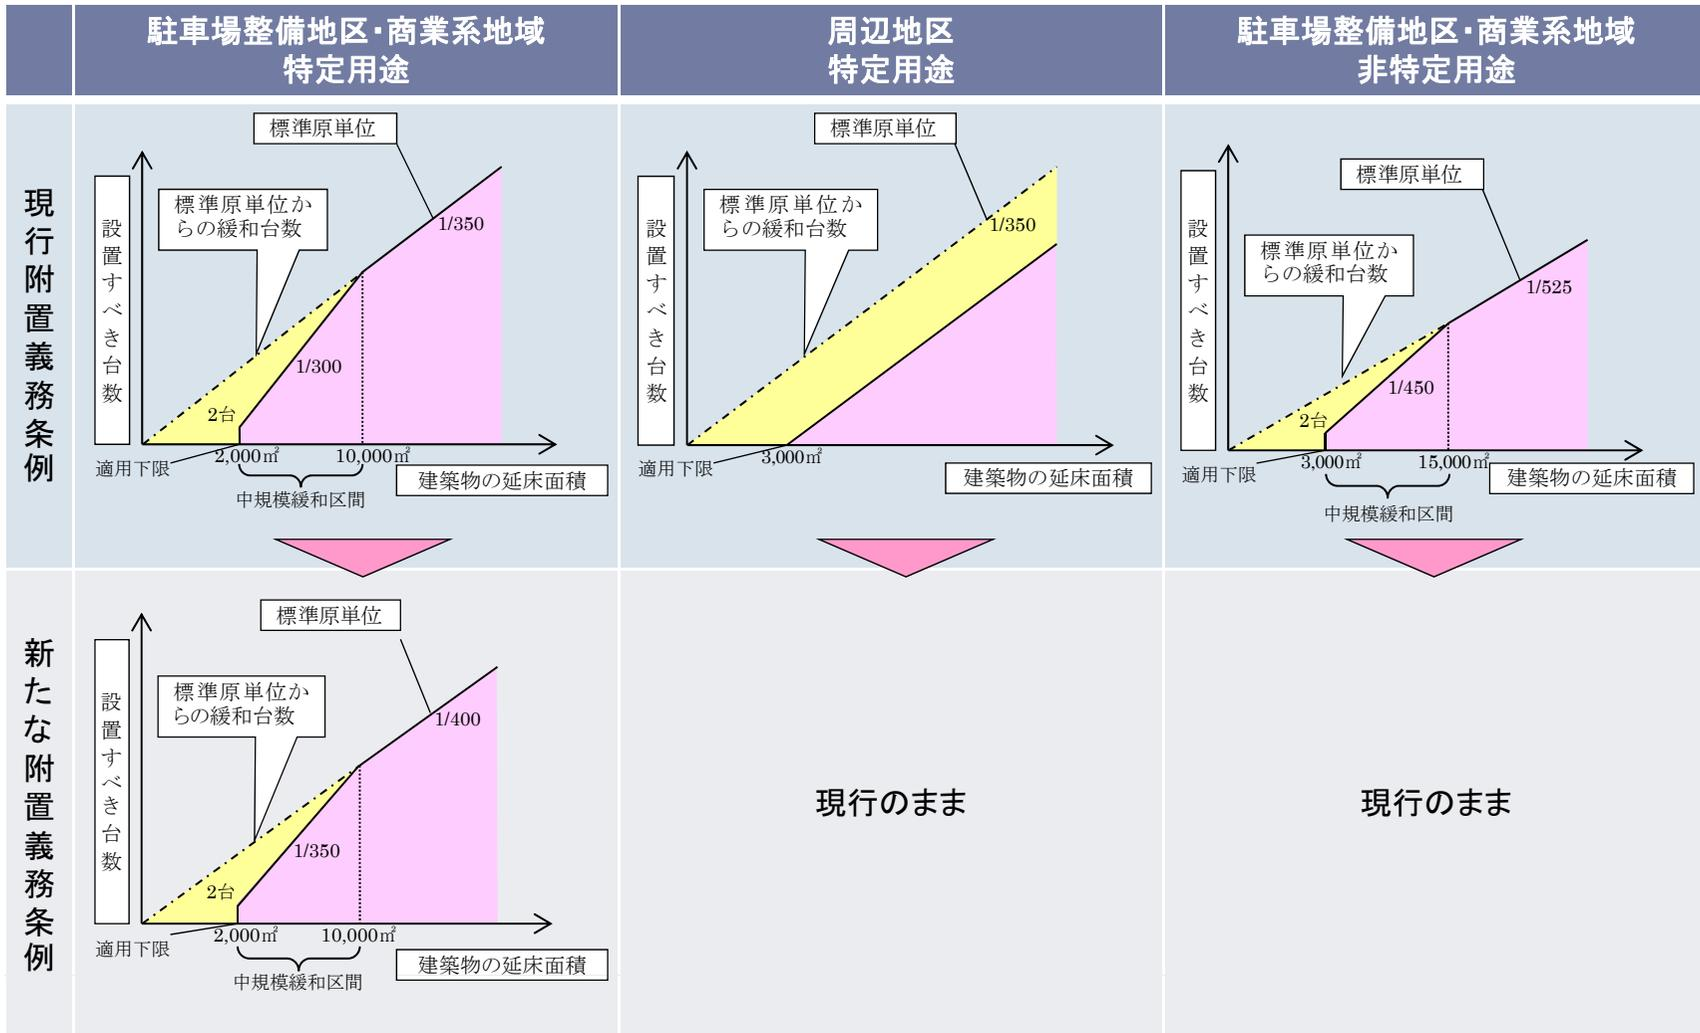 駐車場整備地区・商業系地域
特定用途
周辺地区
特定用途
駐車場整備地区・商業系地域
非特定用途
現行附置義務条例
標準原単位
標準原単位か
らの緩和台数
設置すべき台数
1/350
1/300
2台
適用下限
2,000㎡
10,000㎡
中規模緩和区間
建築物の延床面積
標準原単位
標準原単位か
らの緩和台数
設置すべき台数
1/350
適用下限
3,000㎡
建築物の延床面積
標準原単位
標準原単位か
らの緩和台数
設置すべき台数
1/525
1/450
2台
適用下限
3,000㎡
15,000㎡
中規模緩和区間
建築物の延床面積
新たな附置義務条例
標準原単位
標準原単位か
らの緩和台数
設置すべき台数
1/400
1/350
2台
適用下限
2,000㎡
10,000㎡
中規模緩和区間
建築物の延床面積
現行のまま
現行のまま